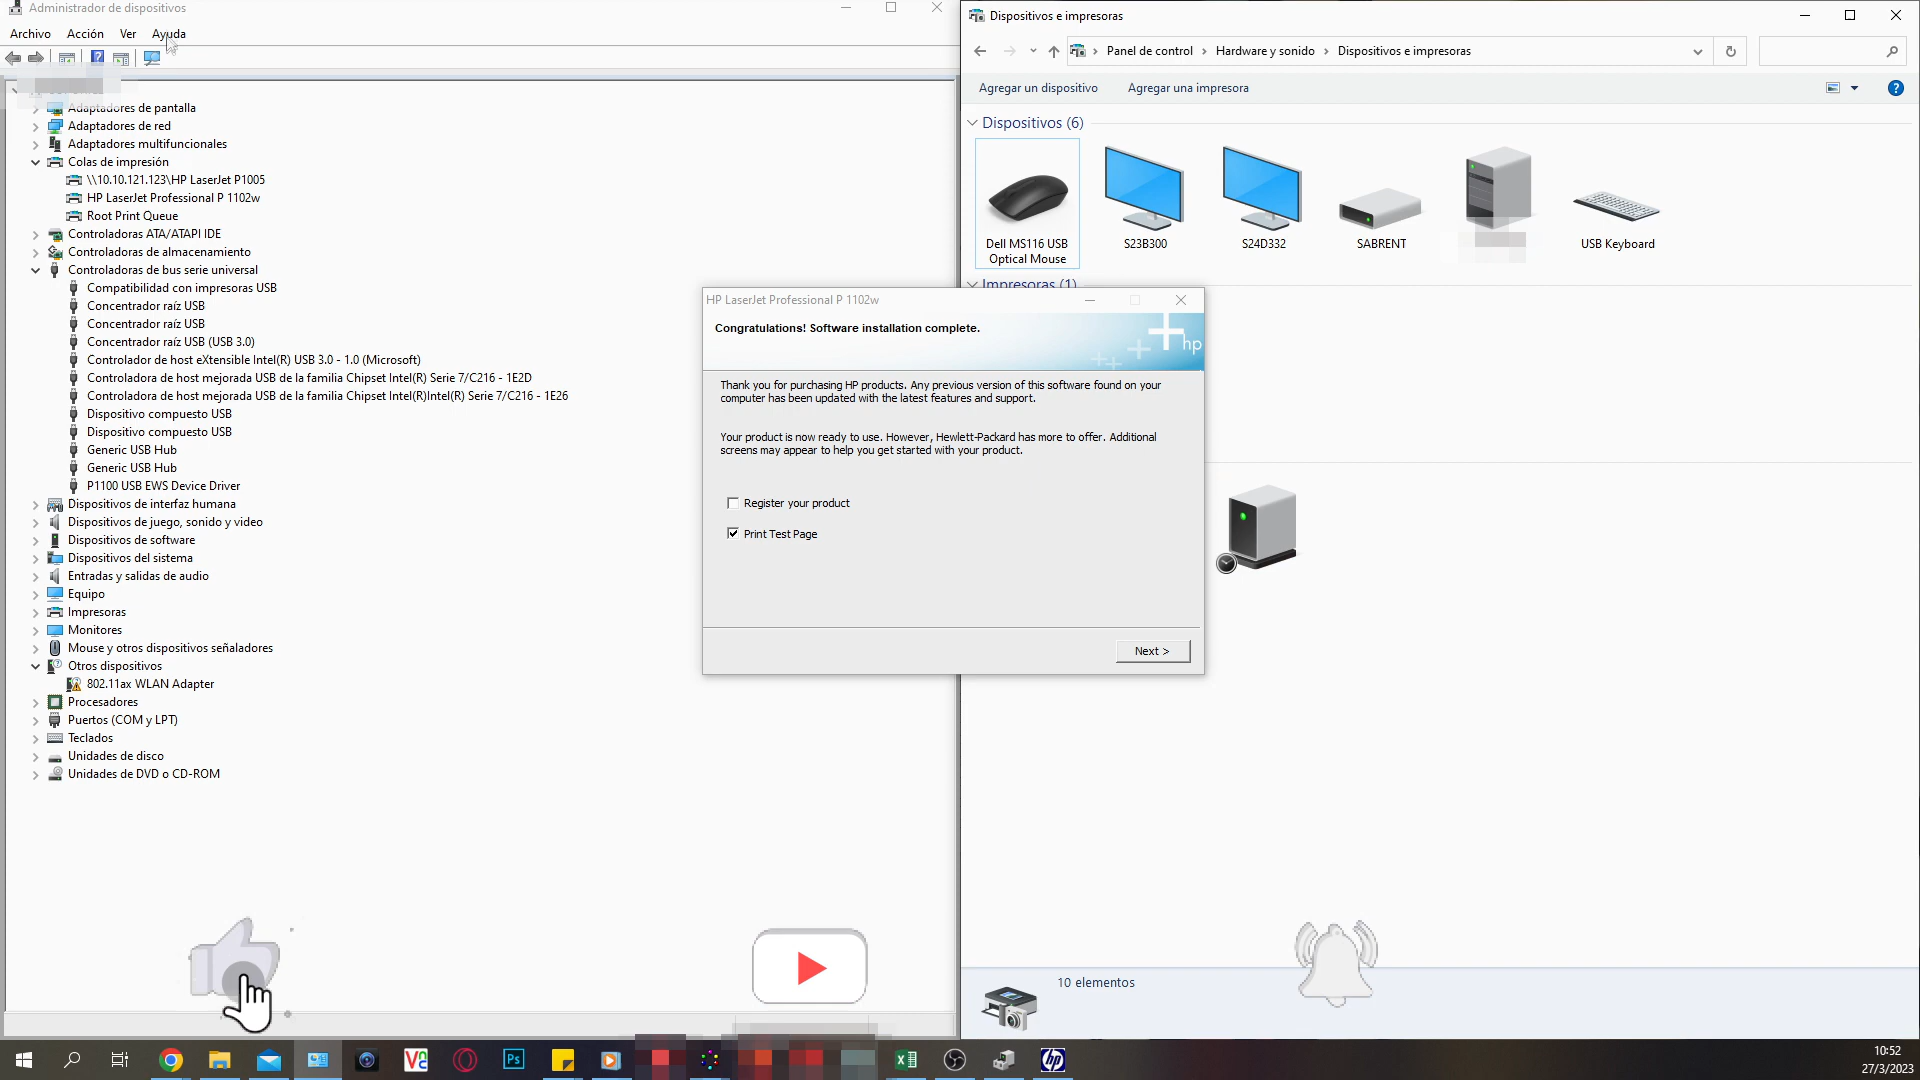 Administrador de dispositivos
Archivo Acción Ver Ayuda
Adaptadores de pantalla
Adaptadores de red
Adaptadores multifuncionales
Colas de impresión
\\10.10.121.123\HP LaserJet P1005
HP LaserJet Professional P 1102w
Root Print Queue
Controladoras ATA/ATAPI IDE
Controladoras de almacenamiento
Controladoras de bus serie universal
Compatibilidad con impresoras USB
Concentrador raíz USB
Concentrador raíz USB
Concentrador raíz USB (USB 3.0)
Controlador de host eXtensible Intel(R) USB 3.0 - 1.0 (Microsoft)
Controladora de host mejorada USB de la familia Chipset Intel(R) Serie 7/C216 - 1E2D
Controladora de host mejorada USB de la familia Chipset Intel(R)Intel(R) Serie 7/C216 - 1E26
Dispositivo compuesto USB
Dispositivo compuesto USB
Generic USB Hub
Generic USB Hub
P1100 USB EWS Device Driver
Dispositivos de interfaz humana
Dispositivos de juego, sonido y video
Dispositivos de software
Dispositivos del sistema
Entradas y salidas de audio
Equipo
Impresoras
Monitores
Mouse y otros dispositivos señaladores
Otros dispositivos
802.11ax WLAN Adapter
Procesadores
Puertos (COM y LPT)
Teclados
Unidades de disco
Unidades de DVD o CD-ROM
Dispositivos e impresoras
Panel de control > Hardware y sonido > Dispositivos e impresoras
Agregar un dispositivo Agregar una impresora
Dispositivos (6)
Dell MS116 USB
Optical Mouse
S23B300
S24D332
SABRENT
USB Keyboard
Impresoras (1)
HP LaserJet Professional P 1102w
Congratulations! Software installation complete.
hp
Thank you for purchasing HP products. Any previous version of this software found on your
computer has been updated with the latest features and support.
Your product is now ready to use. However, Hewlett-Packard has more to offer. Additional
screens may appear to help you get started with your product.
Register your product
Print Test Page
Next >
10 elementos
Ps
hp
10:52
27/3/2023